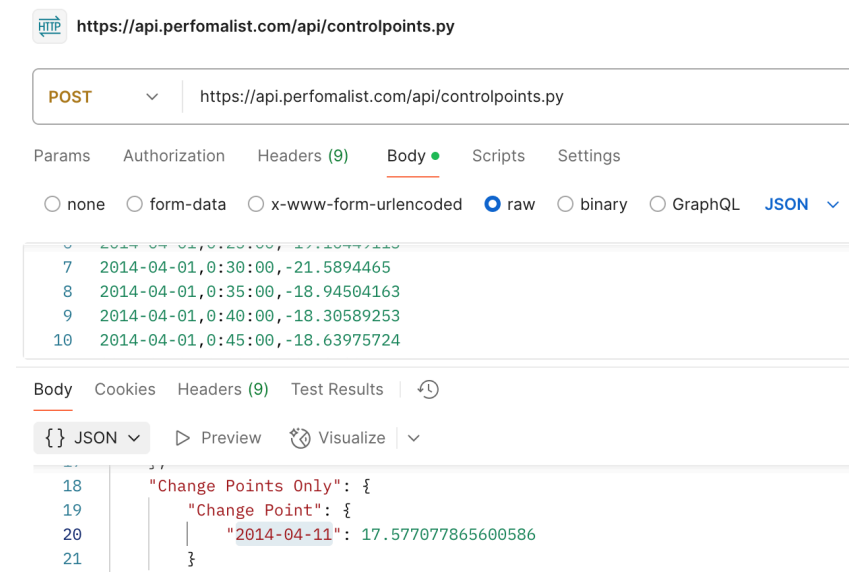 HTTP https://api.perfomalist.com/api/controlpoints.py
POST https://api.perfomalist.com/api/controlpoints.py
Params Authorization Headers (9) Body Scripts Settings
none form-data x-www-form-urlencoded raw binary GraphQL JSON
7 2014-04-01,0:30:00,-21.5894465
8 2014-04-01,0:35:00,-18.94504163
9 2014-04-01,0:40:00,-18.30589253
10 2014-04-01,0:45:00,-18.63975724
Body Cookies Headers (9) Test Results
{} JSON Preview Visualize
18 "Change Points Only": {
19 "Change Point": {
20 "2014-04-11": 17.577077865600586
21 }